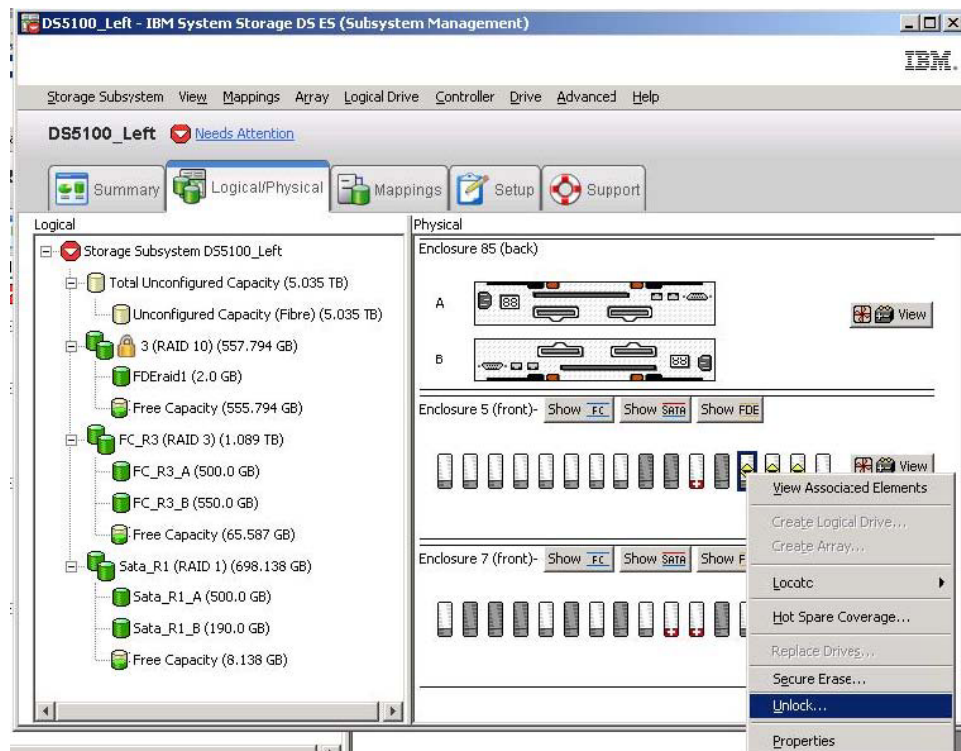 DS5100_Left - IBM System Storage DS ES (Subsystem Management)
IBM.
Storage Subsystem View Mappings Array Logical Drive Controller Drive Advanced Help
DS5100_Left Needs Attention
Summary Logical/Physical Mappings Setup Support
Logical
Storage Subsystem DS5100_Left
Total Unconfigured Capacity (5.035 TB)
Unconfigured Capacity (Fibre) (5.035 TB)
3 (RAID 10) (557.794 GB)
FDEraid1 (2.0 GB)
Free Capacity (555.794 GB)
FC_R3 (RAID 3) (1.089 TB)
FC_R3_A (500.0 GB)
FC_R3_B (550.0 GB)
Free Capacity (65.587 GB)
Sata_R1 (RAID 1) (698.138 GB)
Sata_R1_A (500.0 GB)
Sata_R1_B (190.0 GB)
Free Capacity (8.138 GB)
Physical
Enclosure 85 (back)
A 88 View
B 88
Enclosure 5 (front)- Show FC Show SATA Show FDE
View
Enclosure 7 (front)- Show FC Show SATA Show F
View Associated Elements
Create Logical Drive...
Create Array...
Locate
Hot Spare Coverage...
Replace Drives...
Secure Erase...
Unlock...
Properties